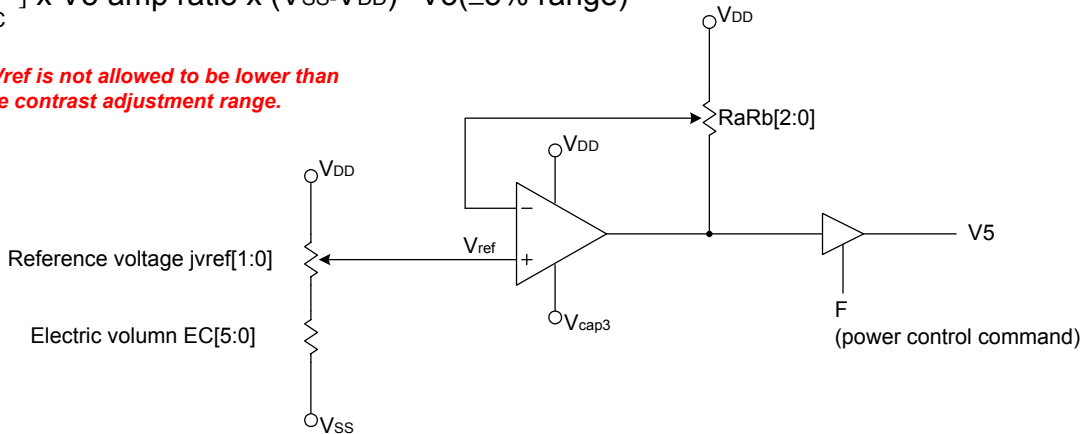 C ] x V5 amp ratio x (VSS-VDD) V5(±3% range)
Vref is not allowed to be lower than
e contrast adjustment range.
VDD
RaRb[2:0]
VDD
VDD
−
Vref
+
V5
Reference voltage jvref[1:0]
Vcap3
F
Electric volumn EC[5:0]
(power control command)
VSS